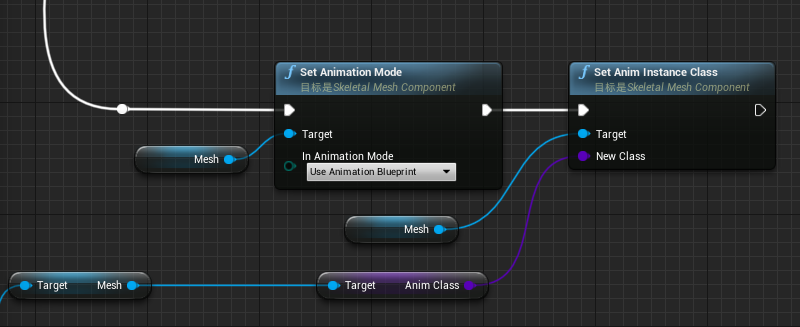 Set Animation Mode
目标是Skeletal Mesh Component
Target
In Animation Mode
Use Animation Blueprint
Set Anim Instance Class
目标是Skeletal Mesh Component
Target
New Class
Mesh
Mesh
Target Mesh
Target Anim Class